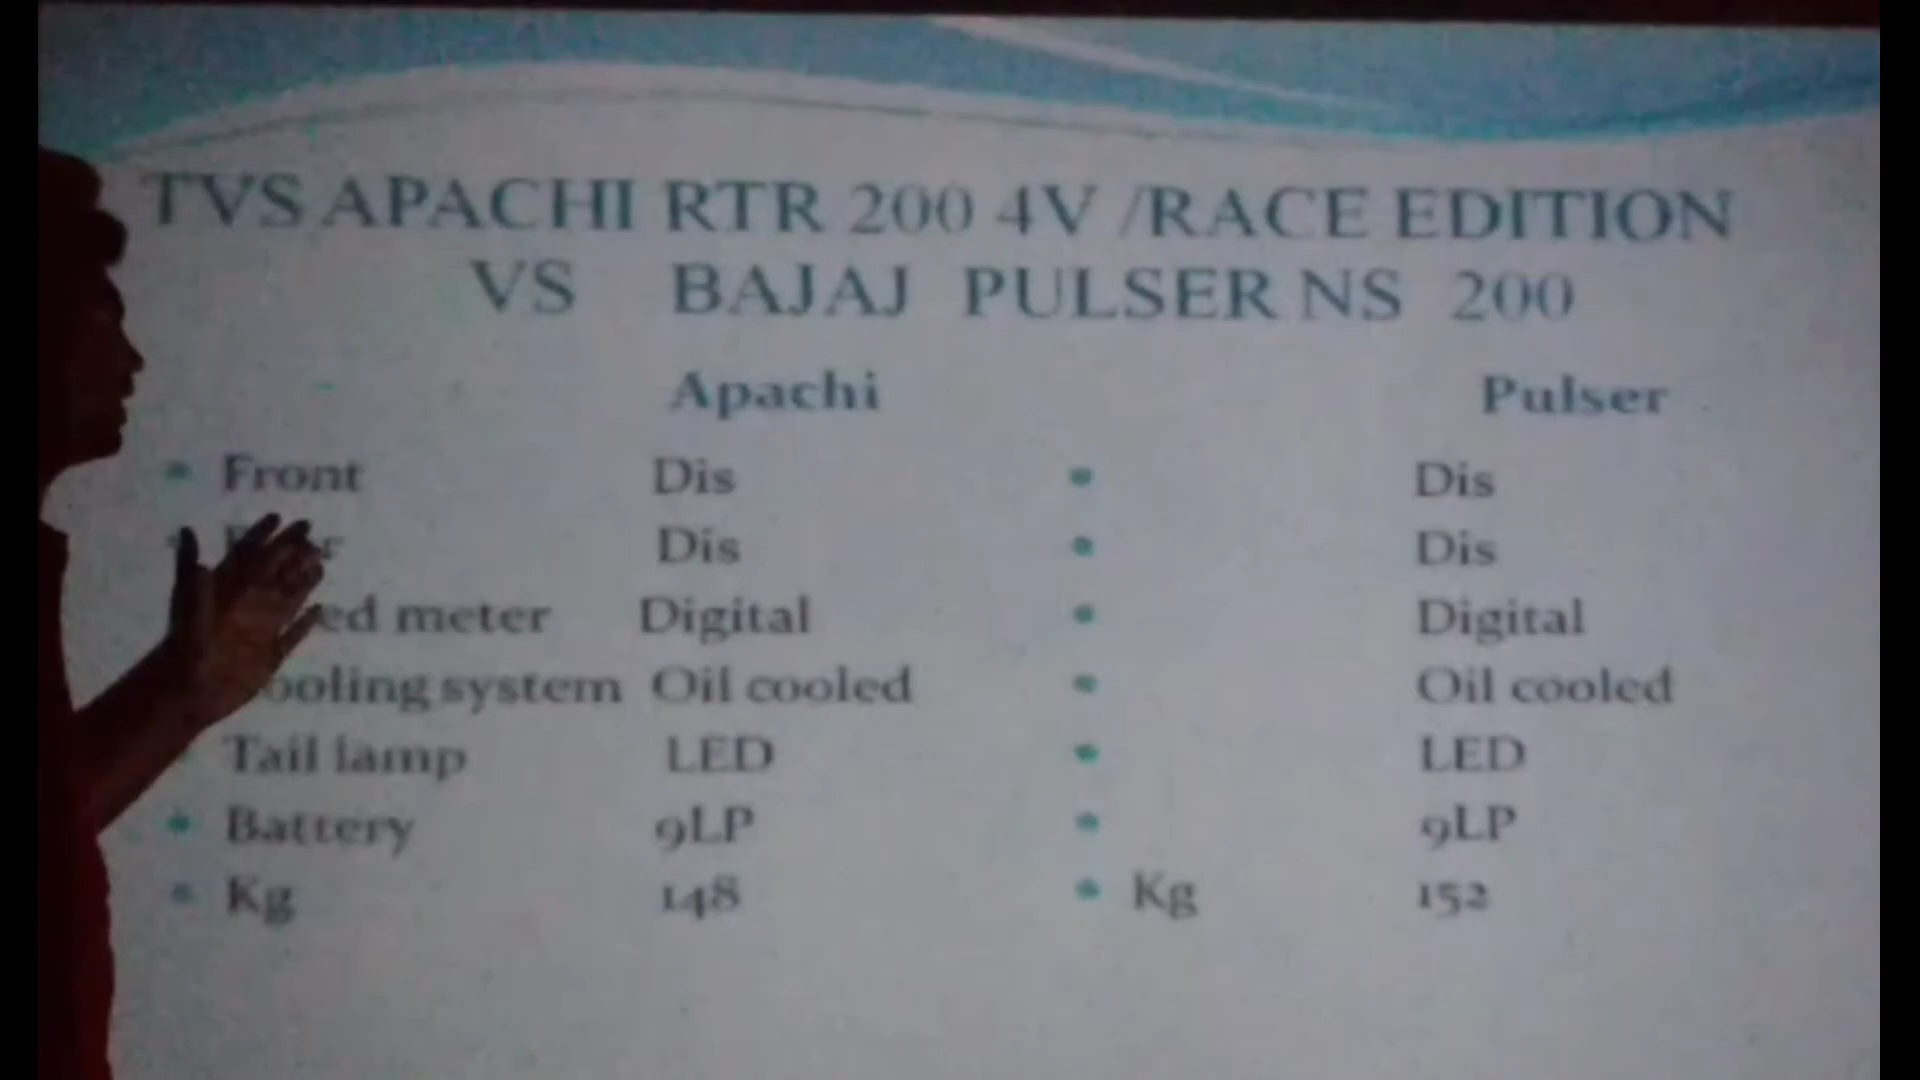 TVS APACHI RTR 200 4V /RACE EDITION
VS BAJAJ PULSER NS 200
Apachi Pulser
Front Dis Dis
Dis Dis
meter Digital Digital
system Oil cooled Oil cooled
Tail lamp LED LED
Battery 9LP 9LP
Kg 148 Kg 152